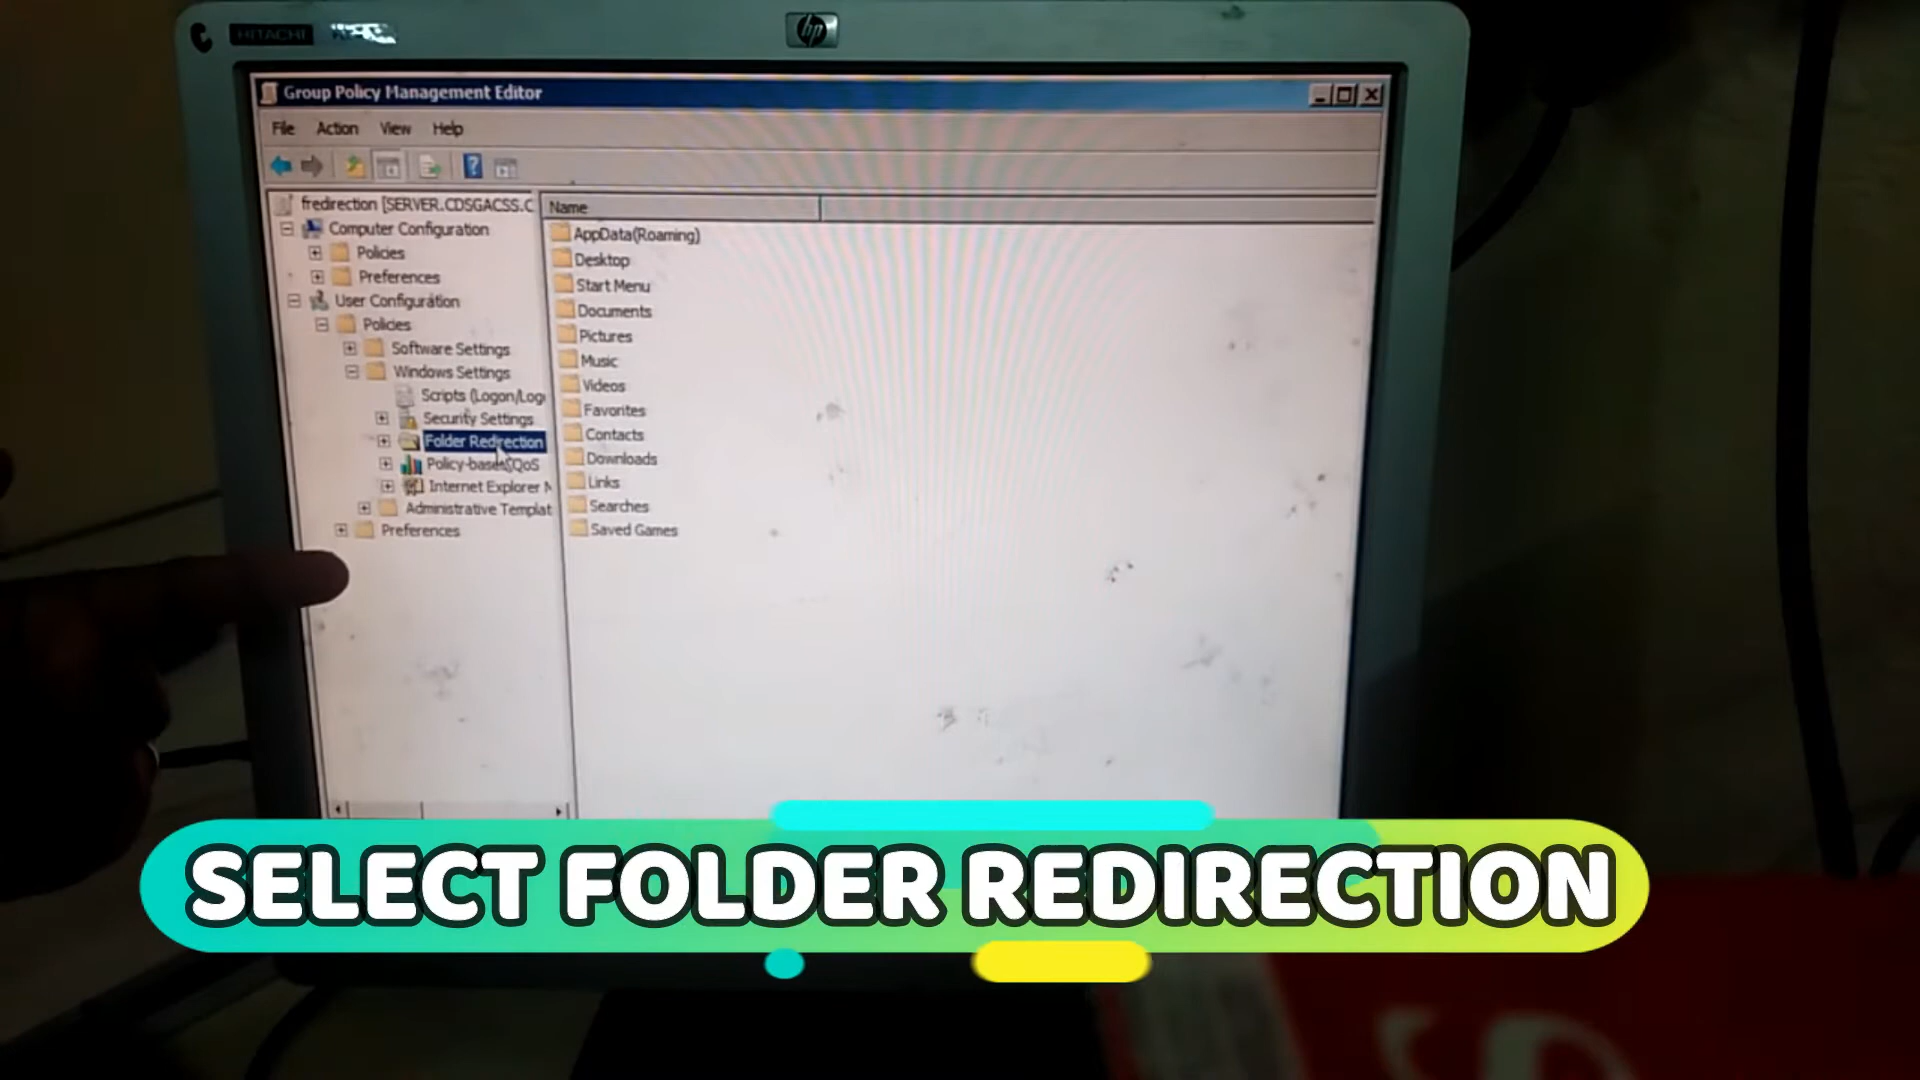 HITACHI
hp
Group Policy Management Editor
File Action View Help
fredirection [SERVER.CDSGACSS.C
Computer Configuration
Policies
Preferences
User Configuration
Policies
Software Settings
Windows Settings
Scripts (Logon/Log
Security Settings
Folder Redirection
Policy-based QoS
Internet Explorer M
Administrative Templat
Preferences
Name
AppData(Roaming)
Desktop
Start Menu
Documents
Pictures
Music
Videos
Favorites
Contacts
Downloads
Links
Searches
Saved Games
SELECT FOLDER REDIRECTION